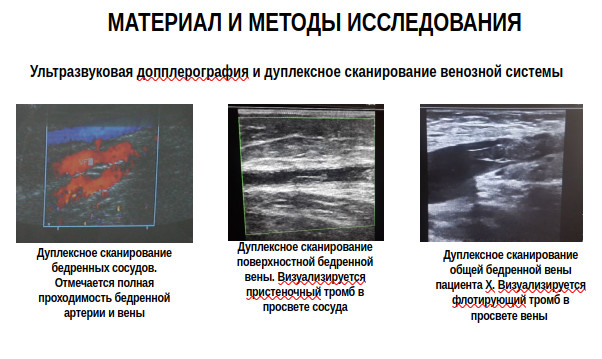 МАТЕРИАЛ И МЕТОДЫ ИССЛЕДОВАНИЯ
Ультразвуковая допплерография и дуплексное сканирование венозной системы
Дуплексное сканирование
бедренных сосудов.
Отмечается полная
проходимость бедренной
артерии и вены
Дуплексное сканирование
поверхностной бедренной
вены. Визуализируется
пристеночный тромб в
просвете сосуда
Дуплексное сканирование
общей бедренной вены
пациента Х. Визуализируется
флотирующий тромб в
просвете вены